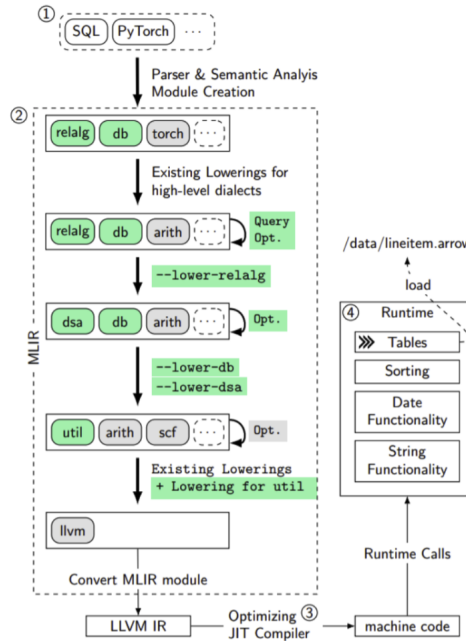 ①
SQL PyTorch ...
Parser & Semantic Analyis
Module Creation
②
relalg db torch ...
Existing Lowerings for
high-level dialects
relalg db arith ...
Query
Opt.
--lower-relalg
dsa db arith ...
Opt.
--lower-db
--lower-dsa
util arith scf ...
Opt.
Existing Lowerings
+ Lowering for util
llvm
MLIR
Convert MLIR module
LLVM IR
Optimizing ③
JIT Compiler
machine code
Runtime Calls
④ Runtime
Tables
Sorting
Date
Functionality
String
Functionality
load
/data/lineitem.arrow